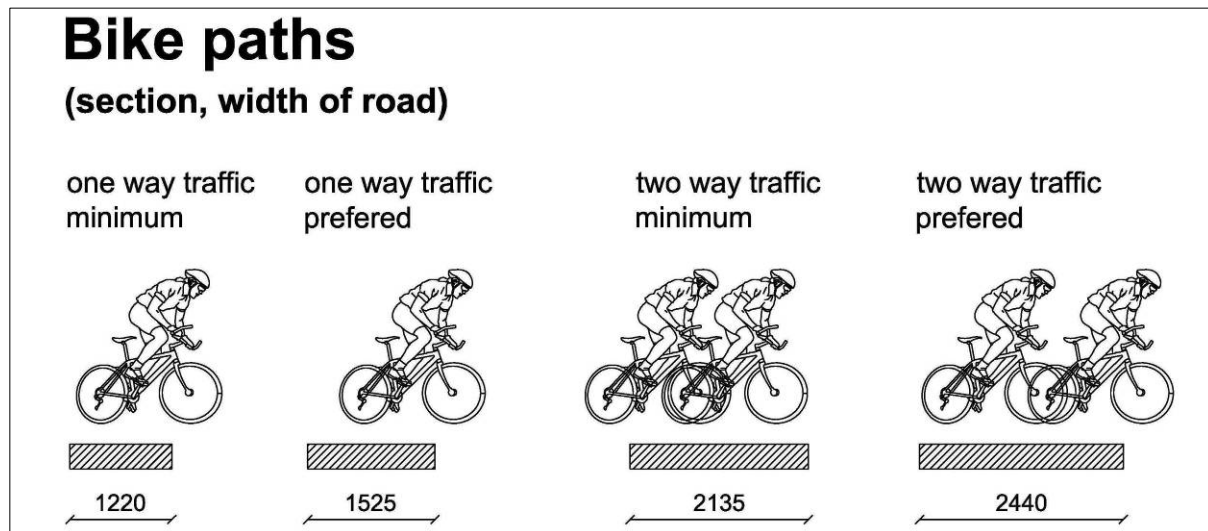 Bike paths
(section, width of road)
one way traffic
minimum
one way traffic
prefered
two way traffic
minimum
two way traffic
prefered
1220
1525
2135
2440